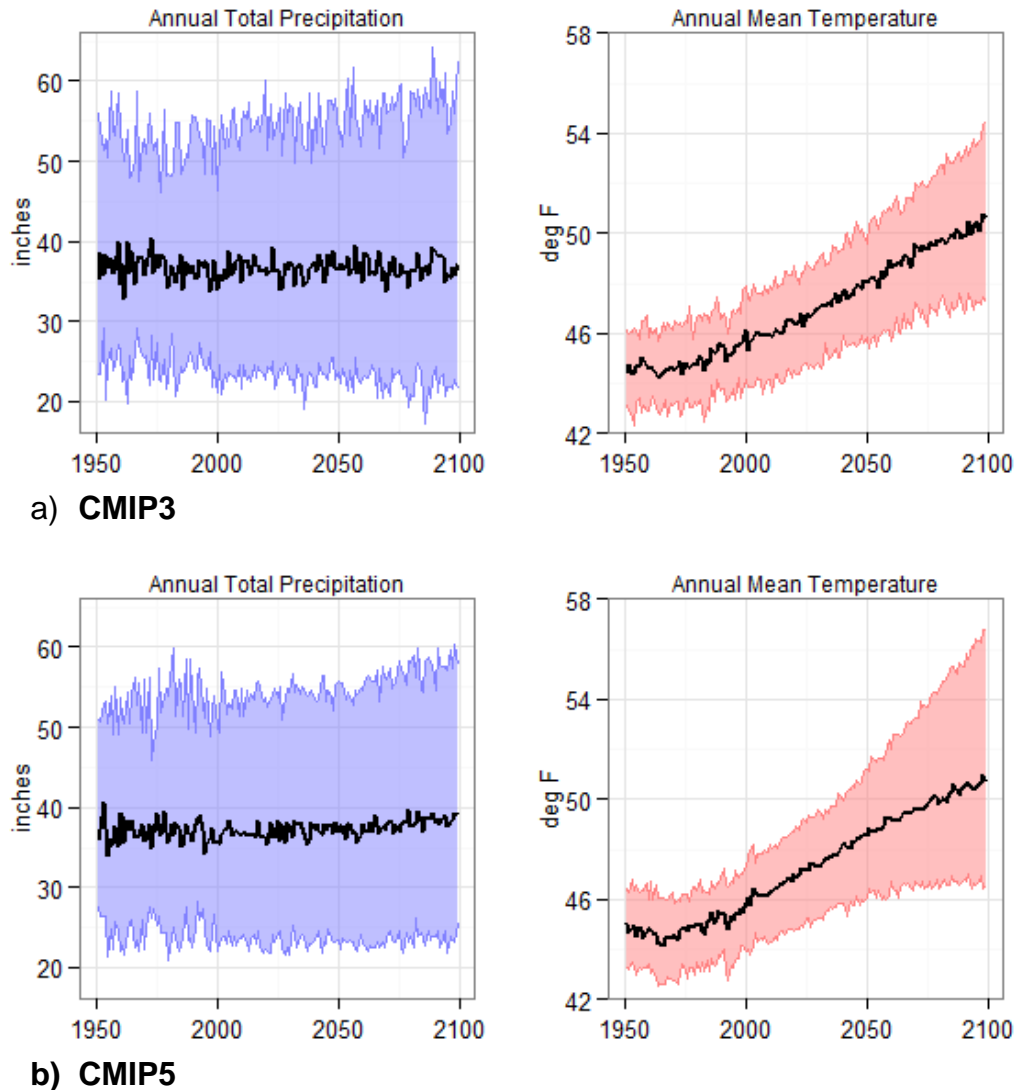 Annual Total Precipitation
inches
60
50
40
30
20
1950 2000 2050 2100
Annual Mean Temperature
deg F
58
54
50
46
42
1950 2000 2050 2100
a) CMIP3
Annual Total Precipitation
inches
60
50
40
30
20
1950 2000 2050 2100
Annual Mean Temperature
deg F
58
54
50
46
42
1950 2000 2050 2100
b) CMIP5